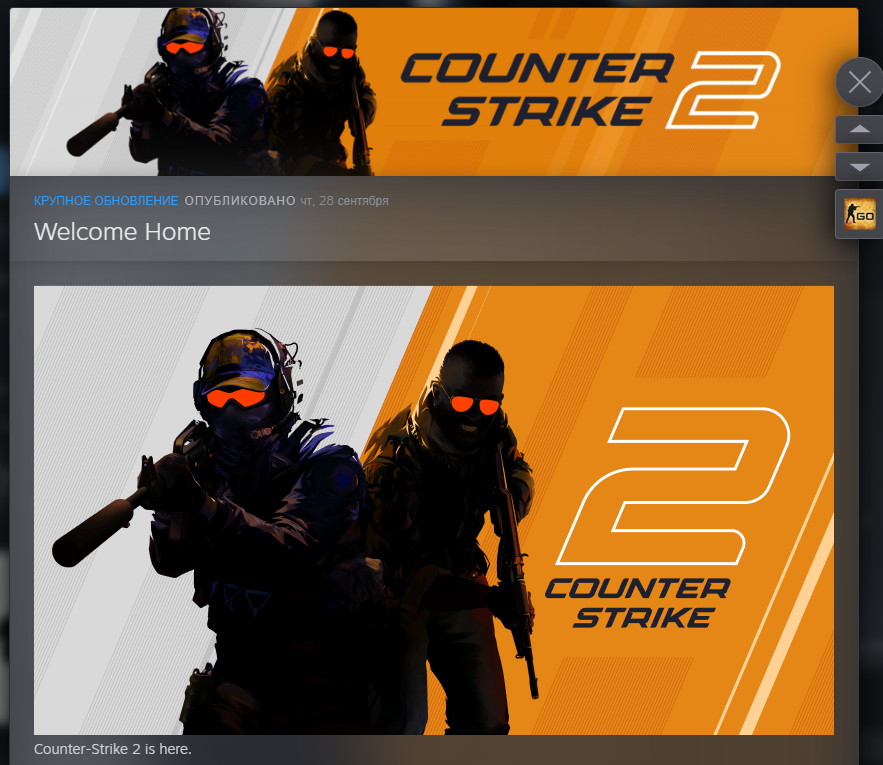 COUNTER
STRIKE 2
GO
КРУПНОЕ ОБНОВЛЕНИЕ ОПУБЛИКОВАНО чт, 28 сентября
Welcome Home
2
COUNTER
STRIKE
Counter-Strike 2 is here.